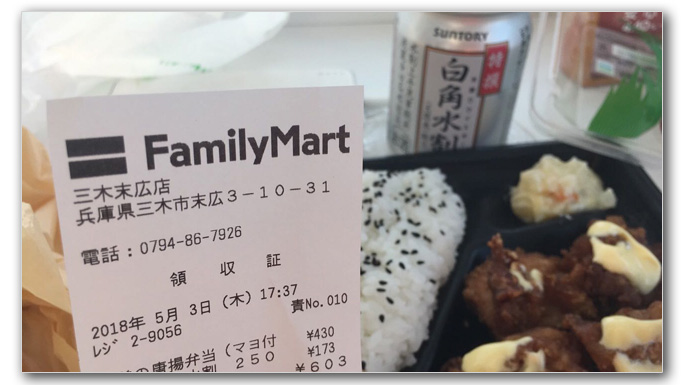 FamilyMart
三木末広店
兵庫県三木市末広3-10-31
電話:0794-86-7926
領 収 証
2018年 5月 3日(木)17:37
レジ 2-9056 責No.010
の唐揚弁当(マヨ付 ¥430
水割 250 ¥173
¥603
SUNTORY
特撰
白角水割